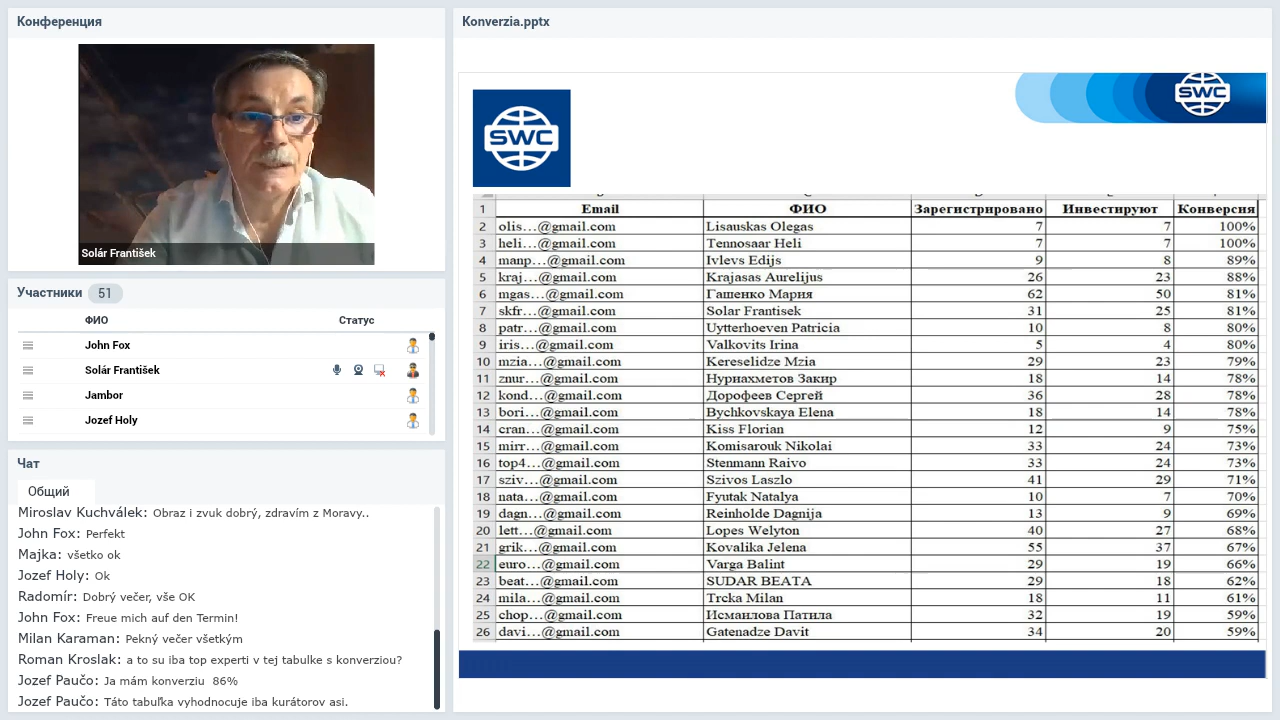 Конференция
Solár František
Участники 51
ФИО Статус
John Fox
Solár František
Jambor
Jozef Holy
Чат
Общий
Miroslav Kuchválek: Obraz i zvuk dobrý, zdravím z Moravy..
John Fox: Perfekt
Majka: všetko ok
Jozef Holy: Ok
Radomír: Dobrý večer, vše OK
John Fox: Freue mich auf den Termin!
Milan Karaman: Pekný večer všetkým
Roman Kroslak: a to su iba top experti v tej tabulke s konverziou?
Jozef Paučo: Ja mám konverziu 86%
Jozef Paučo: Táto tabuľka vyhodnocuje iba kurátorov asi.
Konverzia.pptx
SWC
SWC
1 Email ФИО Зарегистрировано Инвестируют Конверсия
2 olis...@gmail.com Lisauskas Olegas 7 7 100%
3 heli...@gmail.com Tennosaar Heli 7 7 100%
4 manp...@gmail.com Ivlevs Edijs 9 8 89%
5 kraj...@gmail.com Krajasas Aurelijus 26 23 88%
6 mgas...@gmail.com Гашенко Мария 62 50 81%
7 skfr...@gmail.com Solar Frantisek 31 25 81%
8 patr...@gmail.com Uytterhoeven Patricia 10 8 80%
9 iris...@gmail.com Valkovits Irina 5 4 80%
10 mzia...@gmail.com Kereselidze Mzia 29 23 79%
11 znur...@gmail.com Нуриахметов Закир 18 14 78%
12 kond...@gmail.com Дорофеев Сергей 36 28 78%
13 bori...@gmail.com Bychkovskaya Elena 18 14 78%
14 cran...@gmail.com Kiss Florian 12 9 75%
15 mirr...@gmail.com Komisarouk Nikolai 33 24 73%
16 top4...@gmail.com Stenmann Raivo 33 24 73%
17 sziv...@gmail.com Szivos Laszlo 41 29 71%
18 nata...@gmail.com Fyutak Natalya 10 7 70%
19 dagn...@gmail.com Reinholde Dagnija 13 9 69%
20 lett...@gmail.com Lopes Welyton 40 27 68%
21 grik...@gmail.com Kovalika Jelena 55 37 67%
22 euro...@gmail.com Varga Balint 29 19 66%
23 beat...@gmail.com SUDAR BEATA 29 18 62%
24 mila...@gmail.com Trcka Milan 18 11 61%
25 chop...@gmail.com Исмаилова Патила 32 19 59%
26 davi...@gmail.com Gatenadze Davit 34 20 59%